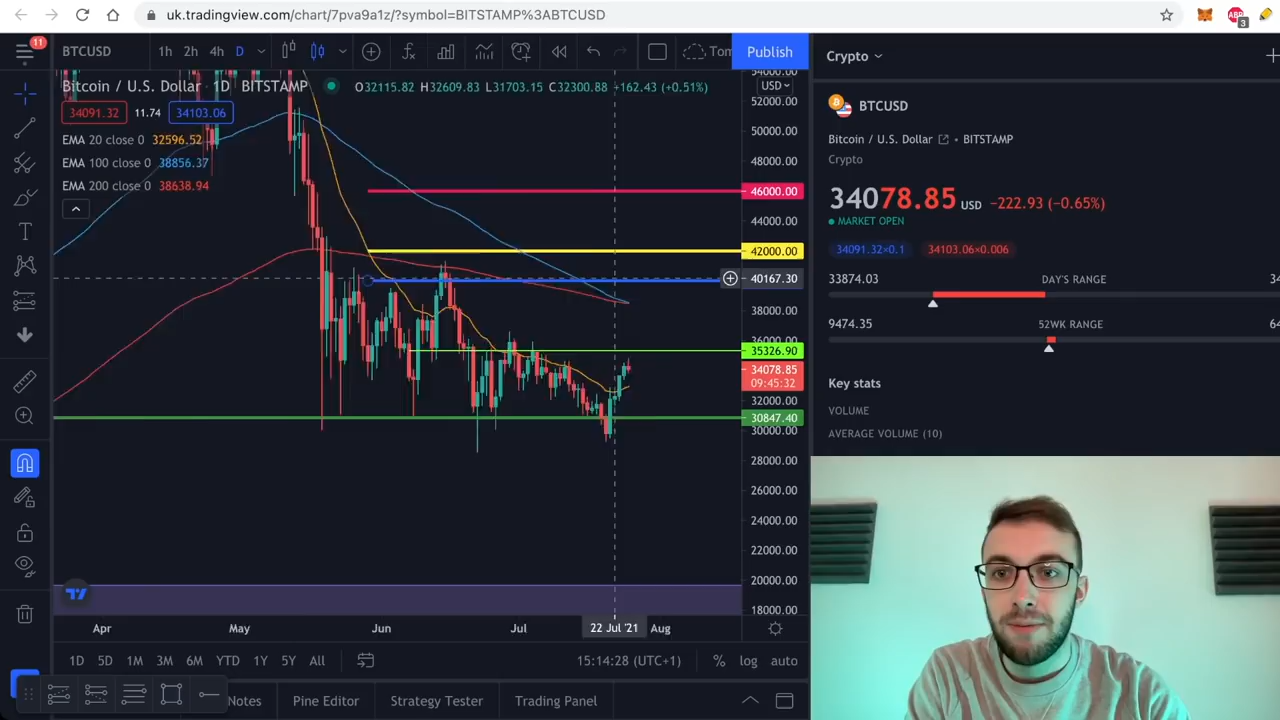 uk.tradingview.com/chart/7pva9a1z/?symbol=BITSTAMP%3ABTCUSD
ABP
3
11
BTCUSD
1h 2h 4h D
Tom
Publish
Crypto
Bitcoin / U.S. Dollar · 1D · BITSTAMP
O32115.82 H32609.83 L31703.15 C32300.88 +162.43 (+0.51%)
34091.32 11.74 34103.06
EMA 20 close 0 32596.52
EMA 100 close 0 38856.37
EMA 200 close 0 38638.94
54000.00
USD
52000.00
50000.00
48000.00
46000.00
44000.00
42000.00
40167.30
38000.00
36000.00
35326.90
34078.85
09:45:32
32000.00
30847.40
30000.00
28000.00
26000.00
24000.00
22000.00
20000.00
18000.00
Apr May Jun Jul 22 Jul '21 Aug
1D 5D 1M 3M 6M YTD 1Y 5Y All
15:14:28 (UTC+1)
% log auto
Notes Pine Editor Strategy Tester Trading Panel
BTCUSD
Bitcoin / U.S. Dollar • BITSTAMP
Crypto
34078.85 USD −222.93 (−0.65%)
MARKET OPEN
34091.32×0.1 34103.06×0.006
33874.03 DAY'S RANGE 34
9474.35 52WK RANGE 64
Key stats
VOLUME
AVERAGE VOLUME (10)